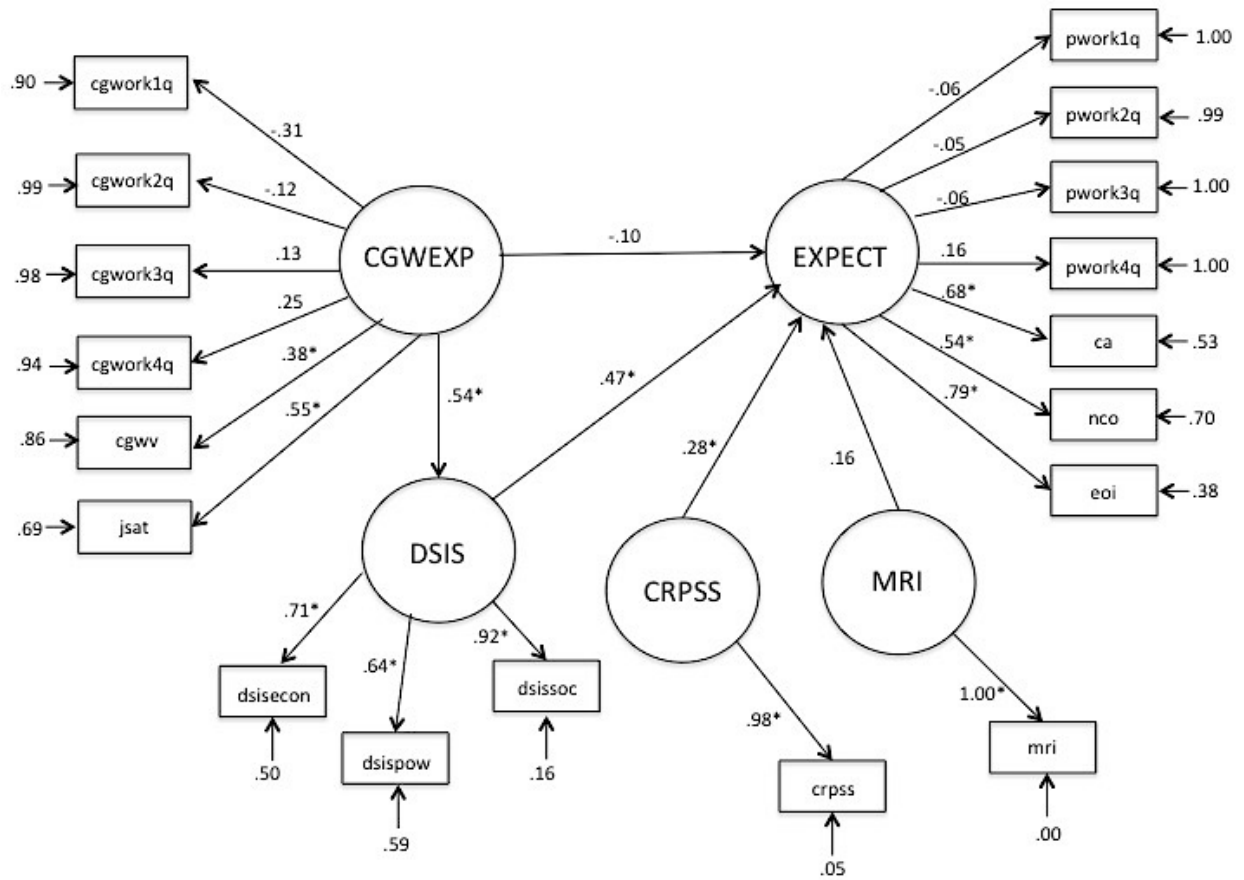 pwork1q
1.00
.90
cgwork1q
-.06
pwork2q
.99
-.31
-.05
.99
cgwork2q
-.12
pwork3q
1.00
-.06
.98
cgwork3q
.13
CGWEXP
-.10
EXPECT
.16
pwork4q
1.00
.25
.68*
.94
cgwork4q
.38*
.54*
.47*
.54*
ca
.53
.55*
.79*
.86
cgwv
.28*
.16
nco
.70
.69
jsat
eoi
.38
DSIS
CRPSS
MRI
.71*
.64*
.92*
dsisecon
dsissoc
.98*
1.00*
dsispow
mri
.50
.16
crpss
.59
.00
.05